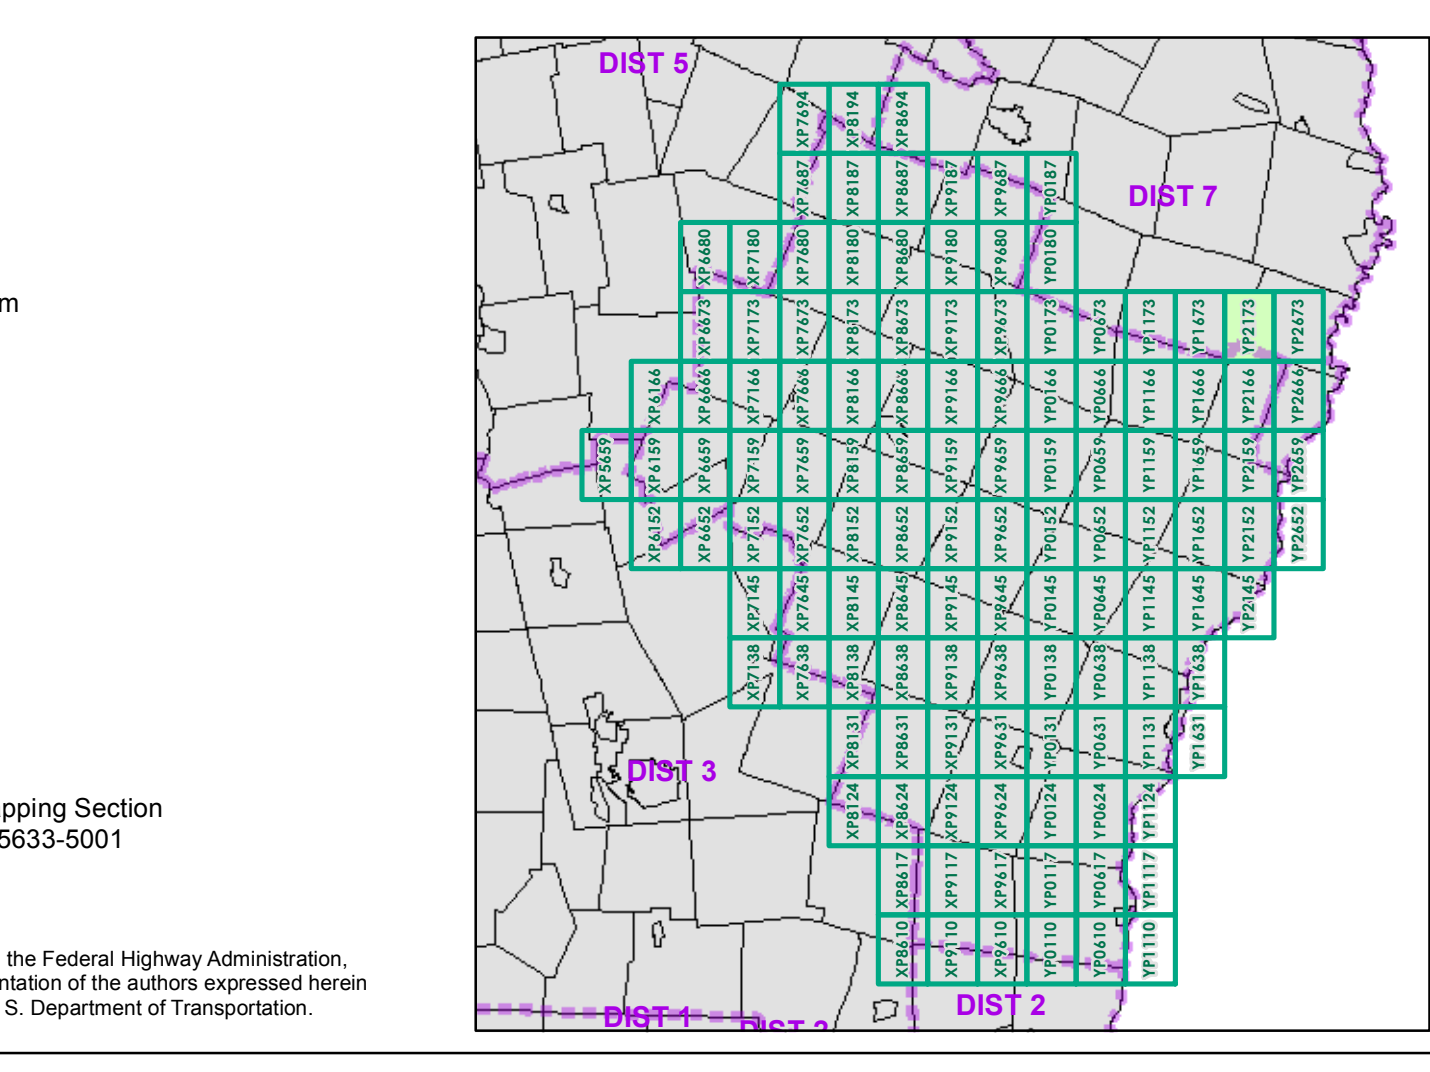 m
pping Section
5633-5001
the Federal Highway Administration,
ntation of the authors expressed herein
S. Department of Transportation.
DIST 5
XP7694 XP8194 XP8694
XP7687 XP8187 XP8687 XP9187 XP9687 YP0187
DIST 7
XP6680 XP7180 XP7680 XP8180 XP8680 XP9180 XP9680 YP0180
XP6673 XP7173 XP7673 XP8173 XP8673 XP9173 XP9673 YP0173 YP0673 YP1173 YP1673 YP2173 YP2673
XP6166 XP6666 XP7166 XP7666 XP8166 XP8666 XP9166 XP9666 YP0166 YP0666 YP1166 YP1666 YP2166 YP2666
XP5659 XP6159 XP6659 XP7159 XP7659 XP8159 XP8659 XP9159 XP9659 YP0159 YP0659 YP1159 YP1659 YP2159 YP2659
XP6152 XP6652 XP7152 XP7652 XP8152 XP8652 XP9152 XP9652 YP0152 YP0652 YP1152 YP1652 YP2152 YP2652
XP7145 XP7645 XP8145 XP8645 XP9145 XP9645 YP0145 YP0645 YP1145 YP1645 YP2145
XP7138 XP7638 XP8138 XP8638 XP9138 XP9638 YP0138 YP0638 YP1138 YP1638
XP8131 XP8631 XP9131 XP9631 YP0131 YP0631 YP1131 YP1631
DIST 3
XP8124 XP8624 XP9124 XP9624 YP0124 YP0624 YP1124
XP8617 XP9117 XP9617 YP0117 YP0617 YP1117
XP8610 XP9110 XP9610 YP0110 YP0610 YP1110
DIST 2
DIST 1
DIST 2